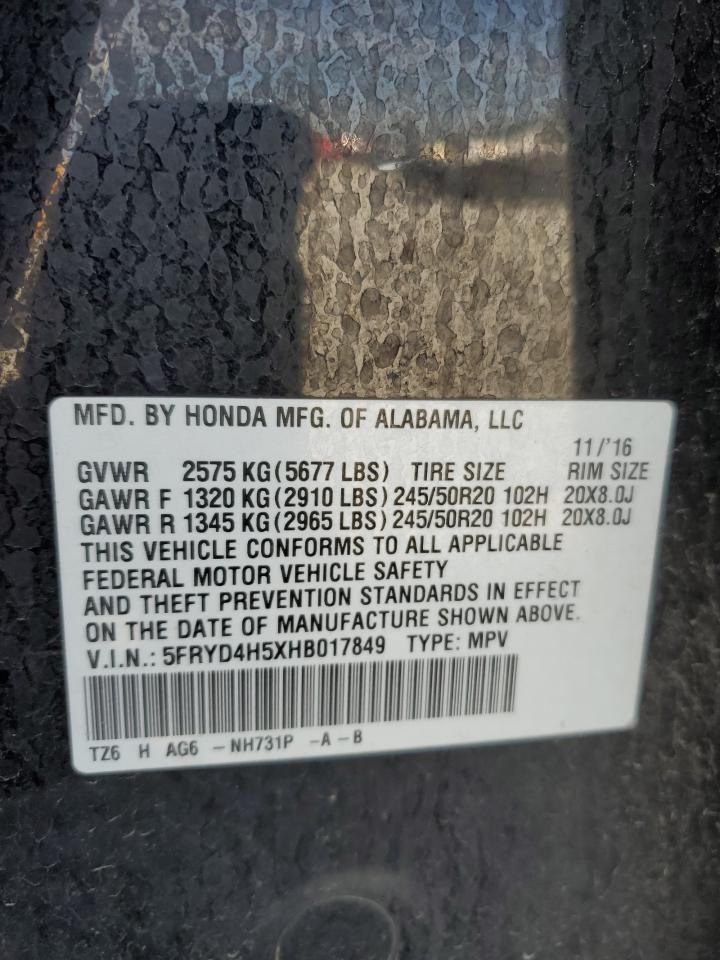 MFD. BY HONDA MFG. OF ALABAMA, LLC
11/'16
GVWR 2575 KG (5677 LBS) TIRE SIZE RIM SIZE
GAWR F 1320 KG (2910 LBS) 245/50R20 102H 20X8.0J
GAWR R 1345 KG (2965 LBS) 245/50R20 102H 20X8.0J
THIS VEHICLE CONFORMS TO ALL APPLICABLE
FEDERAL MOTOR VEHICLE SAFETY
AND THEFT PREVENTION STANDARDS IN EFFECT
ON THE DATE OF MANUFACTURE SHOWN ABOVE.
V.I.N.: 5FRYD4H5XHB017849 TYPE: MPV
TZ6 H AG6 -NH731P -A-B